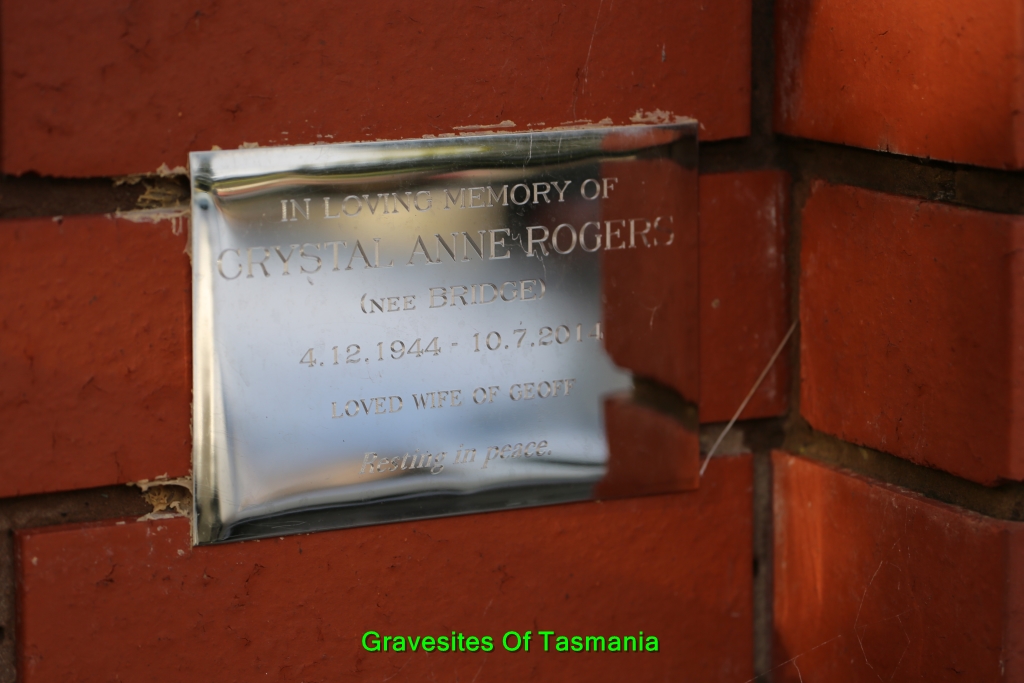 IN LOVING MEMORY OF
CRYSTAL ANNE ROGERS
(NEE BRIDGE)
4.12.1944 - 10.7.2014
LOVED WIFE OF GEOFF
Resting in peace.
Gravesites Of Tasmania